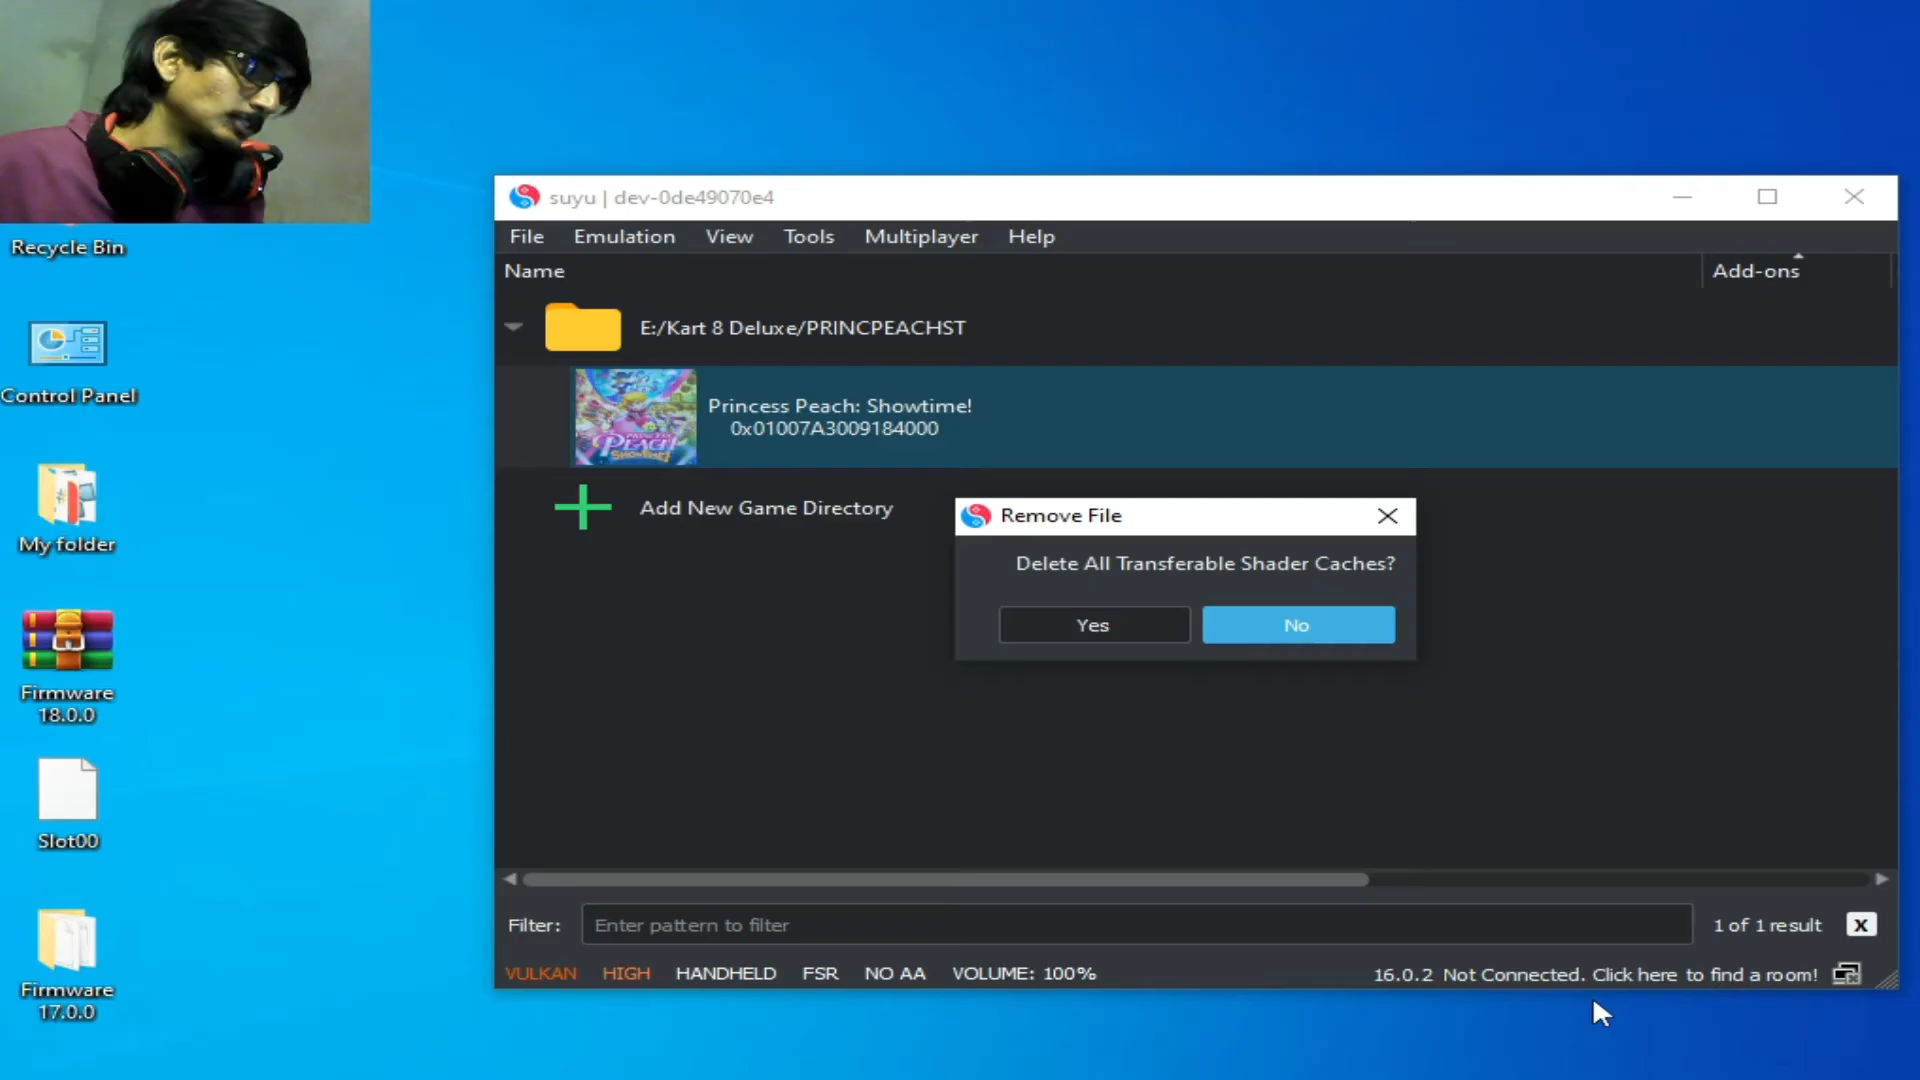 Recycle Bin
Control Panel
My folder
Firmware
18.0.0
Slot00
Firmware
17.0.0
suyu | dev-0de49070e4
File Emulation View Tools Multiplayer Help
Name Add-ons
E:/Kart 8 Deluxe/PRINCPEACHST
PRINCESS
PEACH
SHOWTIME!
Princess Peach: Showtime!
0x01007A3009184000
Add New Game Directory
Remove File
Delete All Transferable Shader Caches?
Yes No
Filter: Enter pattern to filter 1 of 1 result X
VULKAN HIGH HANDHELD FSR NO AA VOLUME: 100% 16.0.2 Not Connected. Click here to find a room!